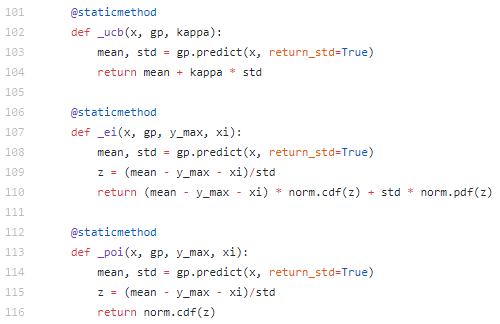 101 @staticmethod
102 def _ucb(x, gp, kappa):
103 mean, std = gp.predict(x, return_std=True)
104 return mean + kappa * std
105
106 @staticmethod
107 def _ei(x, gp, y_max, xi):
108 mean, std = gp.predict(x, return_std=True)
109 z = (mean - y_max - xi)/std
110 return (mean - y_max - xi) * norm.cdf(z) + std * norm.pdf(z)
111
112 @staticmethod
113 def _poi(x, gp, y_max, xi):
114 mean, std = gp.predict(x, return_std=True)
115 z = (mean - y_max - xi)/std
116 return norm.cdf(z)